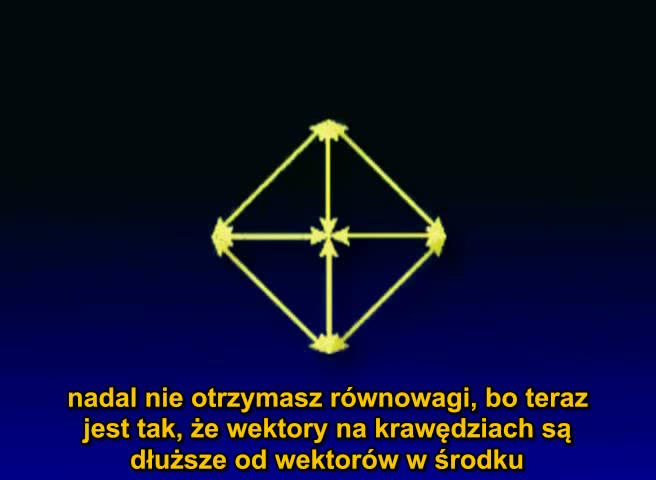 nadal nie otrzymasz równowagi, bo teraz
jest tak, że wektory na krawędziach są
dłuższe od wektorów w środku